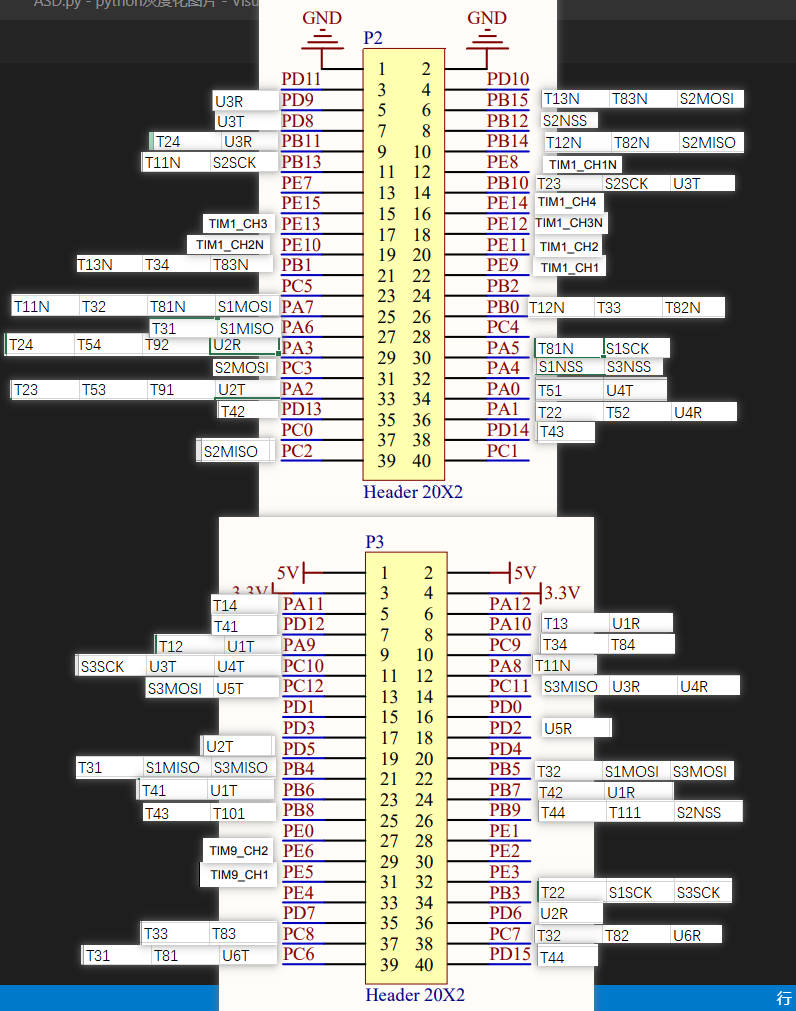 ASD.py - python灰度化图片 - Visu
GND GND
P2
1 2
PD11 PD10
U3R PD9 3 4 PB15 T13N T83N S2MOSI
U3T PD8 5 6 PB12 S2NSS
T24 U3R PB11 7 8 PB14 T12N T82N S2MISO
T11N S2SCK PB13 9 10 PE8 TIM1_CH1N
PE7 11 12 PB10 T23 S2SCK U3T
PE15 13 14 PE14 TIM1_CH4
TIM1_CH3 PE13 15 16 PE12 TIM1_CH3N
TIM1_CH2N PE10 17 18 PE11 TIM1_CH2
T13N T34 T83N PB1 19 20 PE9 TIM1_CH1
PC5 21 22 PB2
T11N T32 T81N S1MOSI PA7 23 24 PB0 T12N T33 T82N
T31 S1MISO PA6 25 26 PC4
T24 T54 T92 U2R PA3 27 28 PA5 T81N S1SCK
S2MOSI PC3 29 30 PA4 S1NSS S3NSS
T23 T53 T91 U2T PA2 31 32 PA0 T51 U4T
T42 PD13 33 34 PA1 T22 T52 U4R
PC0 35 36 PD14 T43
S2MISO PC2 37 38 PC1
39 40
Header 20X2
P3
5V 1 2 5V
3.3V 3 4 3.3V
T14 PA11 PA12
T41 PD12 5 6 PA10 T13 U1R
T12 U1T PA9 7 8 PC9 T34 T84
S3SCK U3T U4T PC10 9 10 PA8 T11N
S3MOSI U5T PC12 11 12 PC11 S3MISO U3R U4R
PD1 13 14 PD0
PD3 15 16 PD2 U5R
U2T PD5 17 18 PD4
T31 S1MISO S3MISO PB4 19 20 PB5 T32 S1MOSI S3MOSI
T41 U1T PB6 21 22 PB7 T42 U1R
T43 T101 PB8 23 24 PB9 T44 T111 S2NSS
PE0 25 26 PE1
TIM9_CH2 PE6 27 28 PE2
TIM9_CH1 PE5 29 30 PE3
PE4 31 32 PB3 T22 S1SCK S3SCK
PD7 33 34 PD6 U2R
T33 T83 PC8 35 36 PC7 T32 T82 U6R
T31 T81 U6T PC6 37 38 PD15 T44
39 40
Header 20X2
行